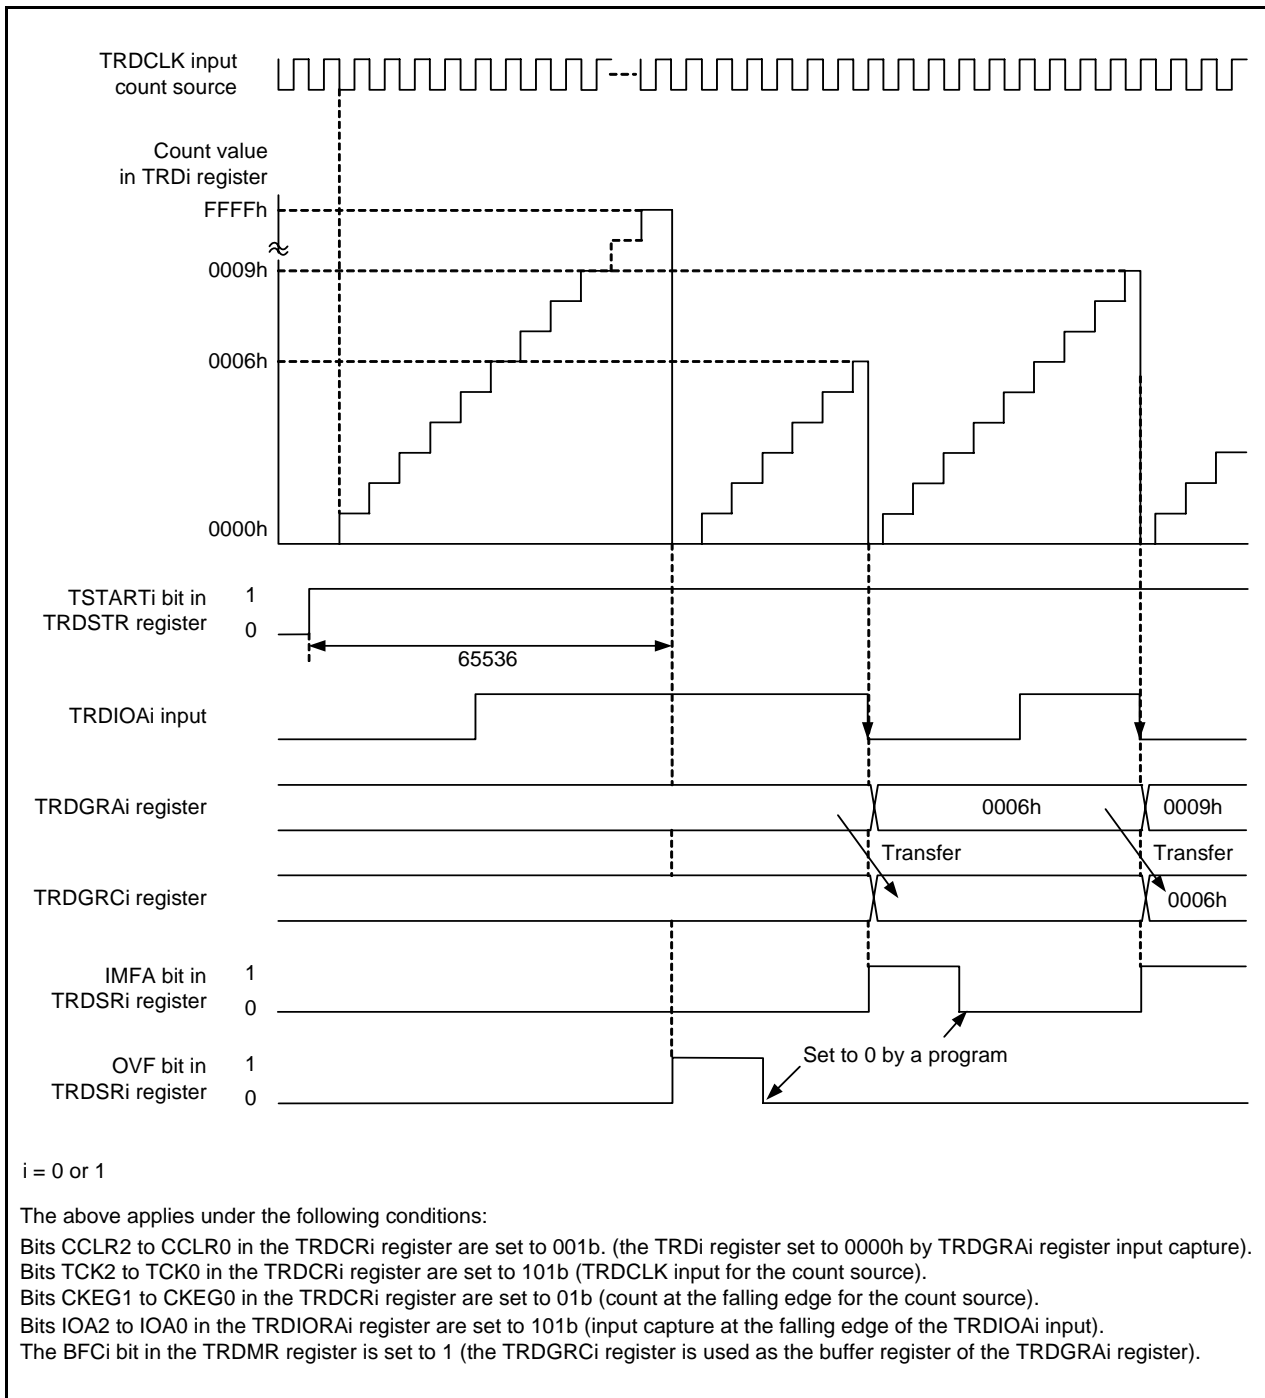 TRDCLK input
count source
Count value
in TRDi register
FFFFh
0009h
0006h
0000h
TSTARTi bit in
TRDSTR register
1
0
65536
TRDIOAi input
TRDGRAi register
0006h
0009h
Transfer
Transfer
TRDGRCi register
0006h
IMFA bit in
TRDSRi register
1
0
Set to 0 by a program
OVF bit in
TRDSRi register
1
0
i = 0 or 1
The above applies under the following conditions:
Bits CCLR2 to CCLR0 in the TRDCRi register are set to 001b. (the TRDi register set to 0000h by TRDGRAi register input capture).
Bits TCK2 to TCK0 in the TRDCRi register are set to 101b (TRDCLK input for the count source).
Bits CKEG1 to CKEG0 in the TRDCRi register are set to 01b (count at the falling edge for the count source).
Bits IOA2 to IOA0 in the TRDIORAi register are set to 101b (input capture at the falling edge of the TRDIOAi input).
The BFCi bit in the TRDMR register is set to 1 (the TRDGRCi register is used as the buffer register of the TRDGRAi register).